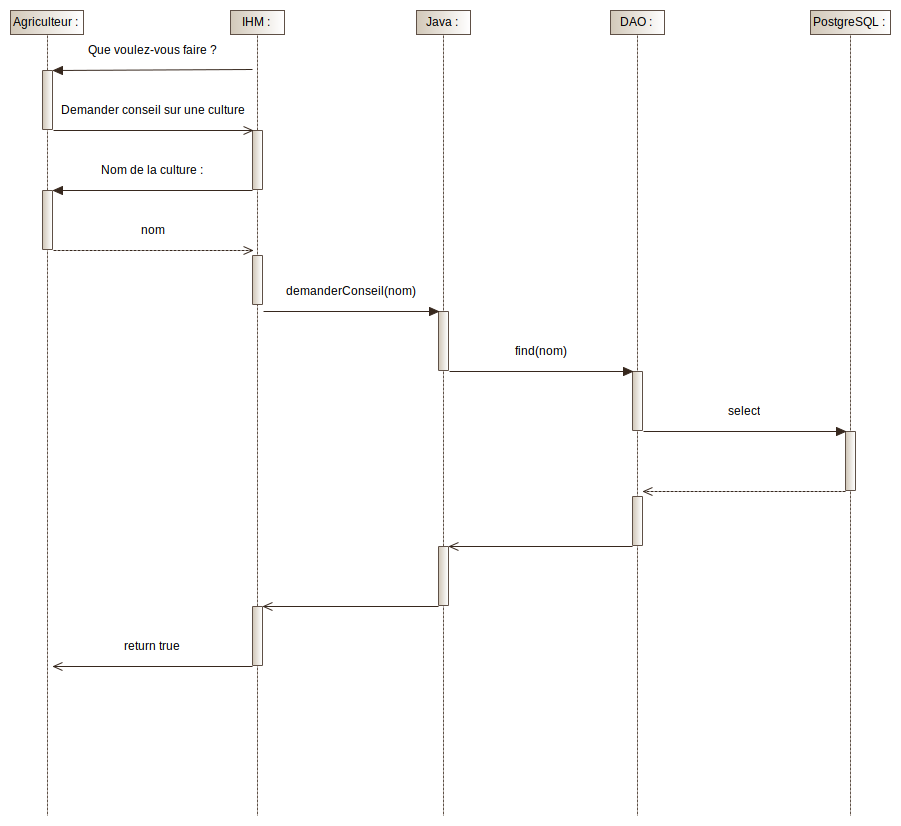 Agriculteur :
IHM :
Java :
DAO :
PostgreSQL :
Que voulez-vous faire ?
Demander conseil sur une culture
Nom de la culture :
nom
demanderConseil(nom)
find(nom)
select
return true